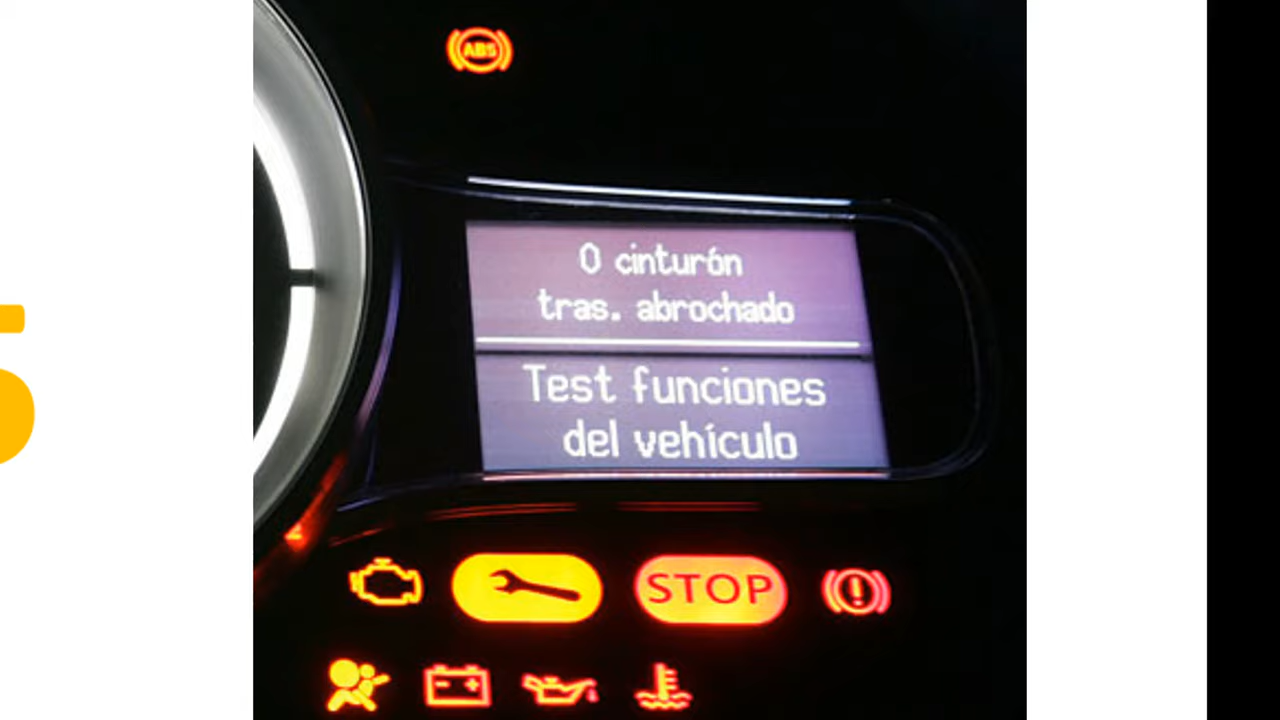 ABS
0 cinturón
tras. abrochado
Test funciones
del vehículo
STOP